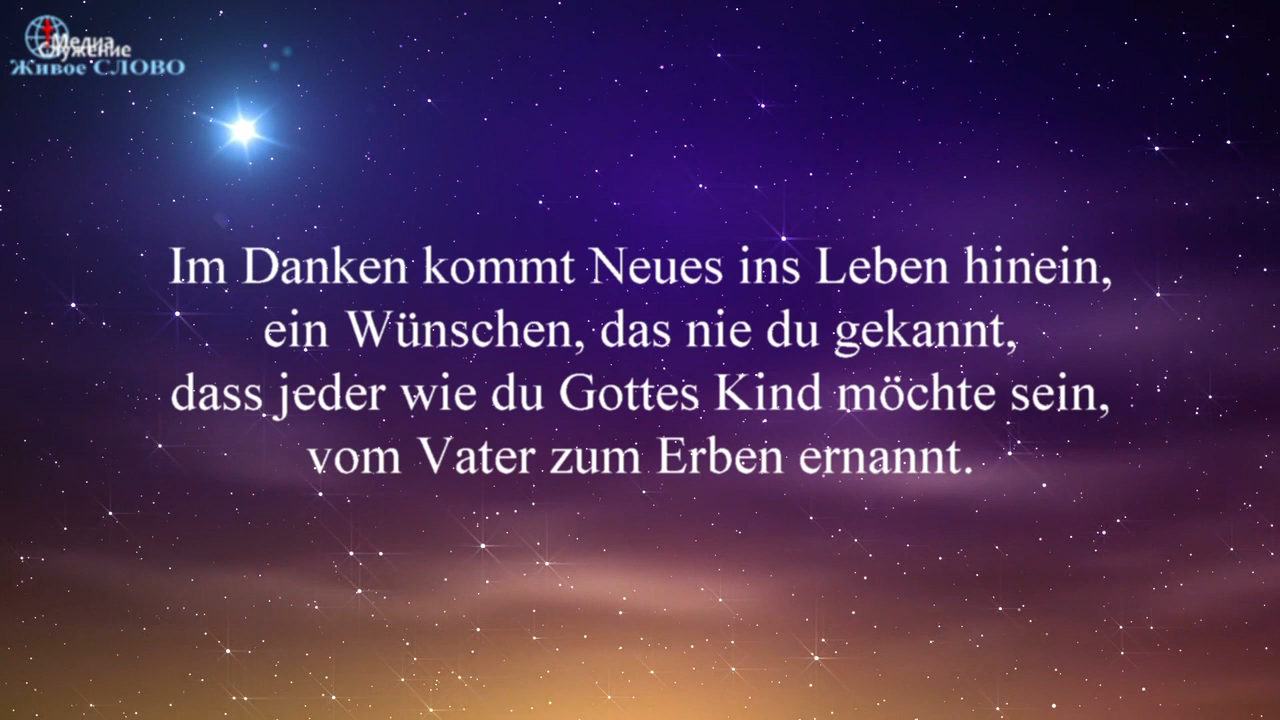 Медиа
Служение
Живое СЛОВО
Im Danken kommt Neues ins Leben hinein,
ein Wünschen, das nie du gekannt,
dass jeder wie du Gottes Kind möchte sein,
vom Vater zum Erben ernannt.